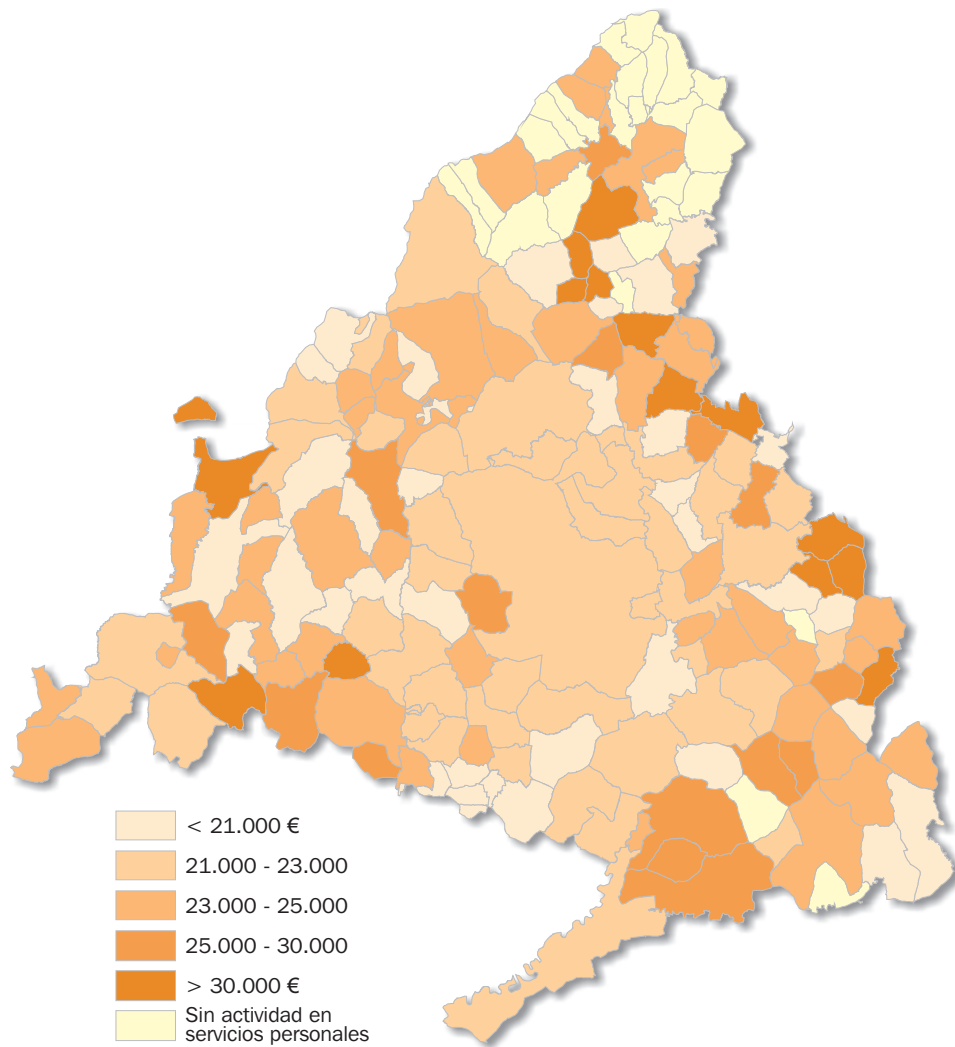 < 21.000 €
21.000 - 23.000
23.000 - 25.000
25.000 - 30.000
> 30.000 €
Sin actividad en
servicios personales